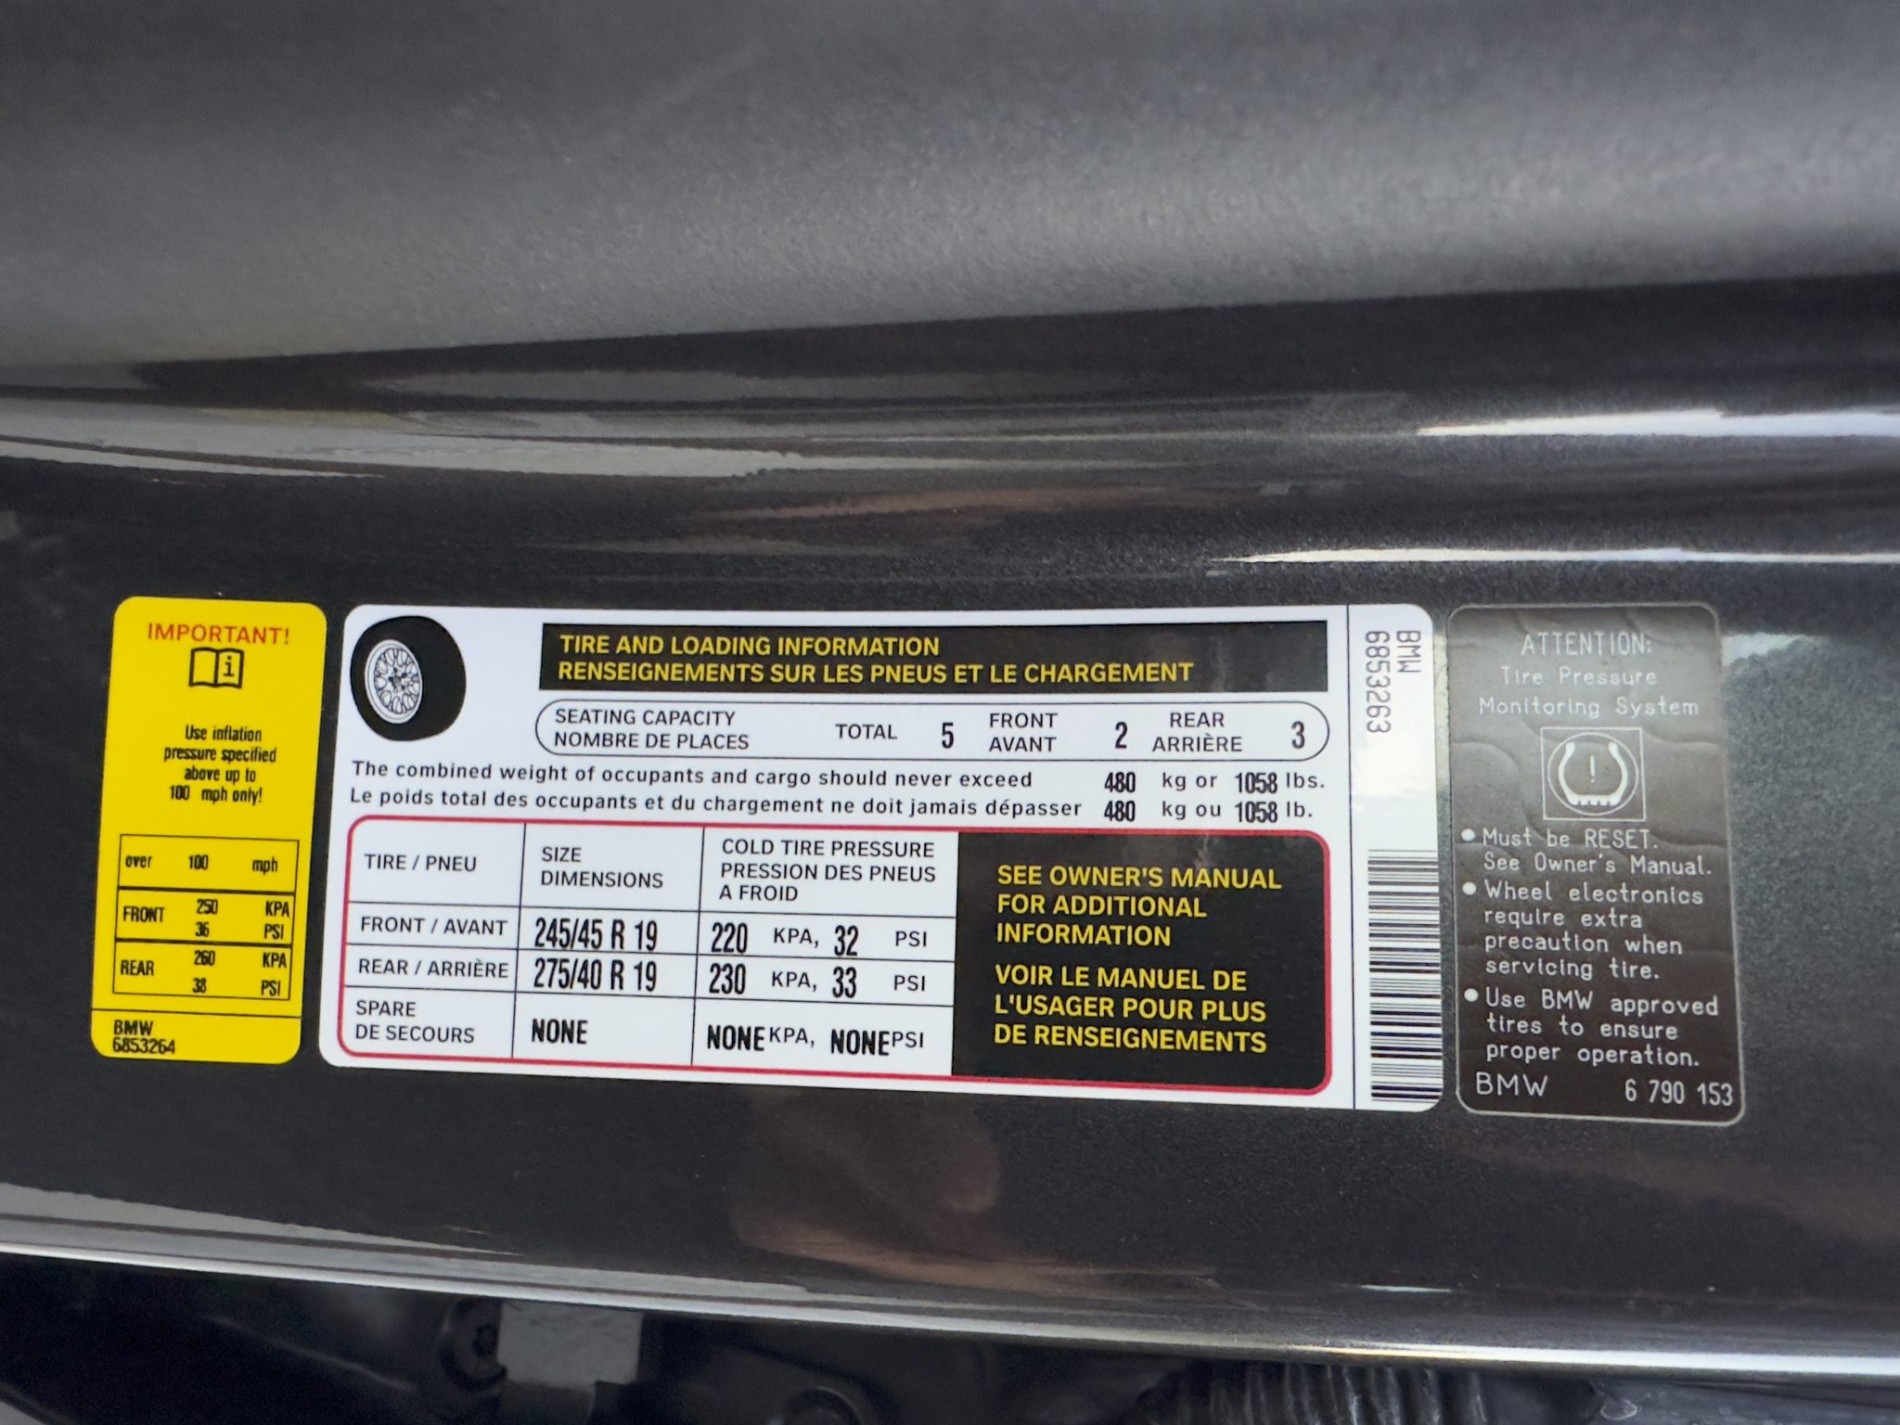 IMPORTANT!
Use inflation
pressure specified
above up to
100 mph only!
over 100 mph
FRONT 250 KPA
36 PSI
REAR 260 KPA
38 PSI
BMW
6853264
TIRE AND LOADING INFORMATION
RENSEIGNEMENTS SUR LES PNEUS ET LE CHARGEMENT
SEATING CAPACITY
NOMBRE DE PLACES
TOTAL 5
FRONT
AVANT
2
REAR
ARRIÈRE
3
The combined weight of occupants and cargo should never exceed 480 kg or 1058 lbs.
Le poids total des occupants et du chargement ne doit jamais dépasser 480 kg ou 1058 lb.
TIRE / PNEU
SIZE
DIMENSIONS
COLD TIRE PRESSURE
PRESSION DES PNEUS
A FROID
FRONT / AVANT 245/45 R 19 220 KPA, 32 PSI
REAR / ARRIÈRE 275/40 R 19 230 KPA, 33 PSI
SPARE
DE SECOURS
NONE NONE KPA, NONE PSI
SEE OWNER'S MANUAL
FOR ADDITIONAL
INFORMATION
VOIR LE MANUEL DE
L'USAGER POUR PLUS
DE RENSEIGNEMENTS
BMW
6853263
ATTENTION:
Tire Pressure
Monitoring System
• Must be RESET.
See Owner's Manual.
• Wheel electronics
require extra
precaution when
servicing tire.
• Use BMW approved
tires to ensure
proper operation.
BMW 6 790 153